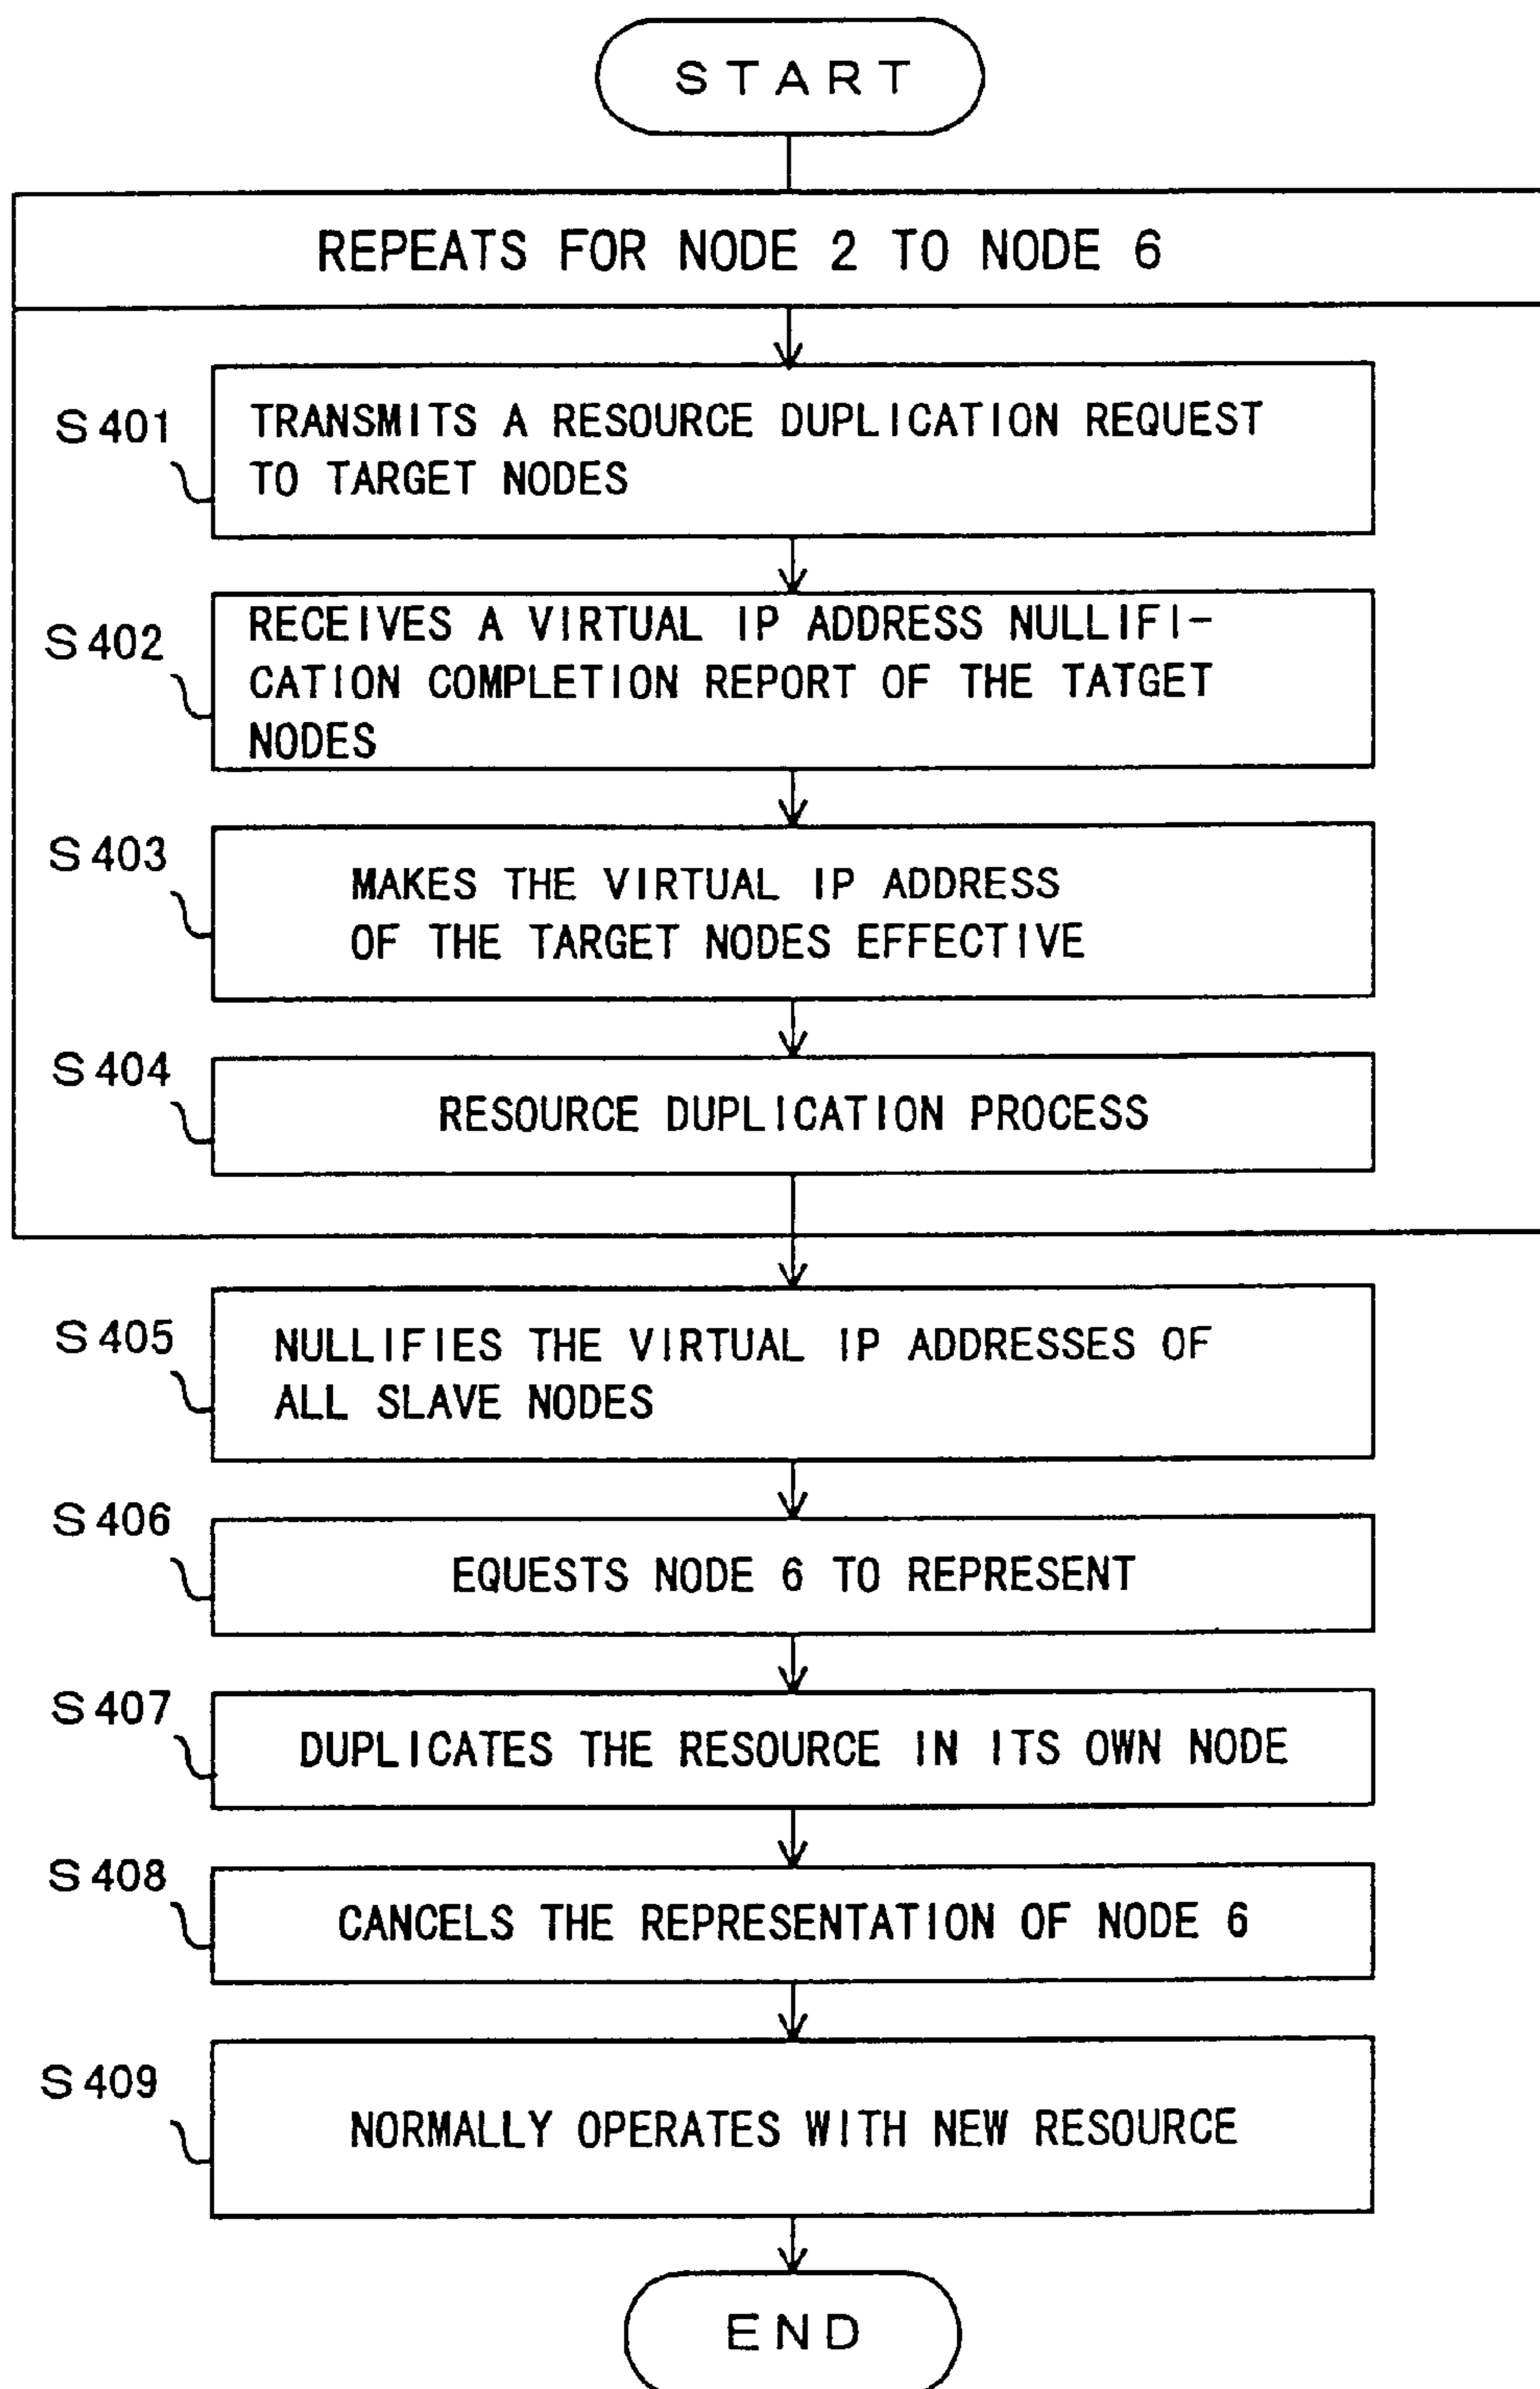 START
REPEATS FOR NODE 2 TO NODE 6
S401
TRANSMITS A RESOURCE DUPLICATION REQUEST
TO TARGET NODES
S402
RECEIVES A VIRTUAL IP ADDRESS NULLIFI-
CATION COMPLETION REPORT OF THE TATGET
NODES
S403
MAKES THE VIRTUAL IP ADDRESS
OF THE TARGET NODES EFFECTIVE
S404
RESOURCE DUPLICATION PROCESS
S405
NULLIFIES THE VIRTUAL IP ADDRESSES OF
ALL SLAVE NODES
S406
EQUESTS NODE 6 TO REPRESENT
S407
DUPLICATES THE RESOURCE IN ITS OWN NODE
S408
CANCELS THE REPRESENTATION OF NODE 6
S409
NORMALLY OPERATES WITH NEW RESOURCE
END